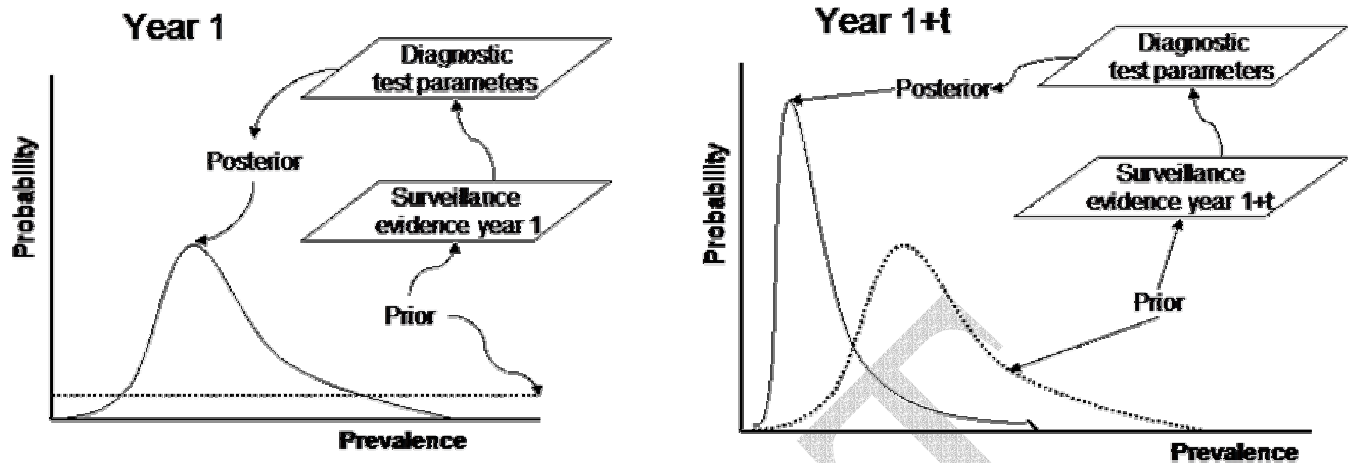 Year 1
Diagnostic
test parameters
Posterior
Surveillance
evidence year 1
Prior
Probability
Prevalence
Year 1+t
Diagnostic
test parameters
Posterior
Surveillance
evidence year 1+t
Prior
Probability
Prevalence